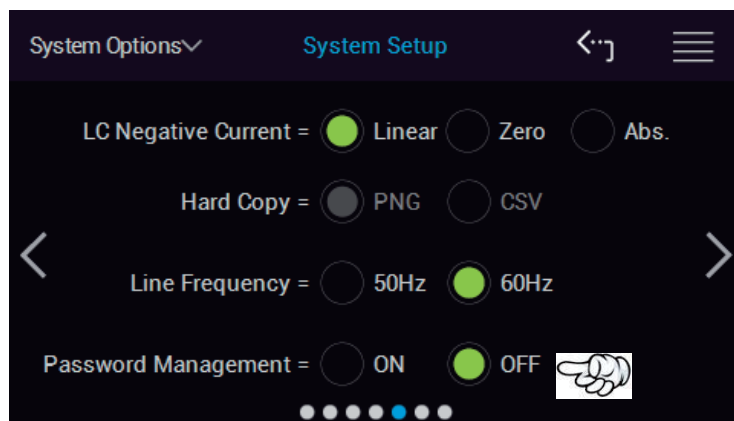 System Options System Setup
LC Negative Current = Linear Zero Abs.
Hard Copy = PNG CSV
Line Frequency = 50Hz 60Hz
Password Management = ON OFF